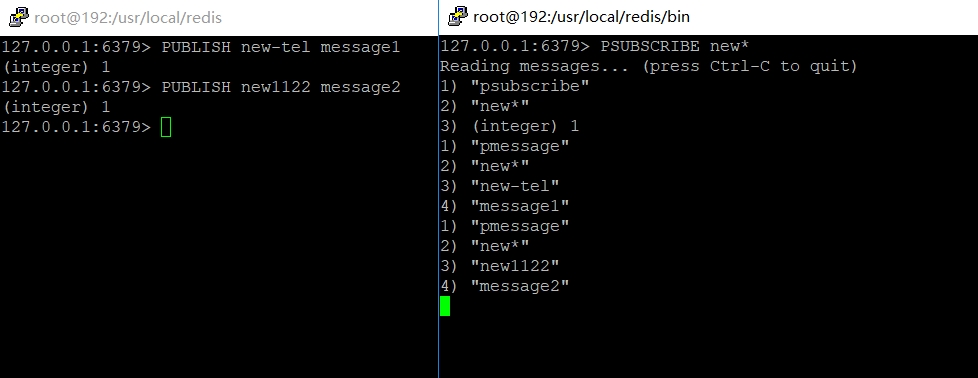 root@192:/usr/local/redis
127.0.0.1:6379> PUBLISH new-tel message1
(integer) 1
127.0.0.1:6379> PUBLISH new1122 message2
(integer) 1
127.0.0.1:6379>
root@192:/usr/local/redis/bin
127.0.0.1:6379> PSUBSCRIBE new*
Reading messages... (press Ctrl-C to quit)
1) "psubscribe"
2) "new*"
3) (integer) 1
1) "pmessage"
2) "new*"
3) "new-tel"
4) "message1"
1) "pmessage"
2) "new*"
3) "new1122"
4) "message2"